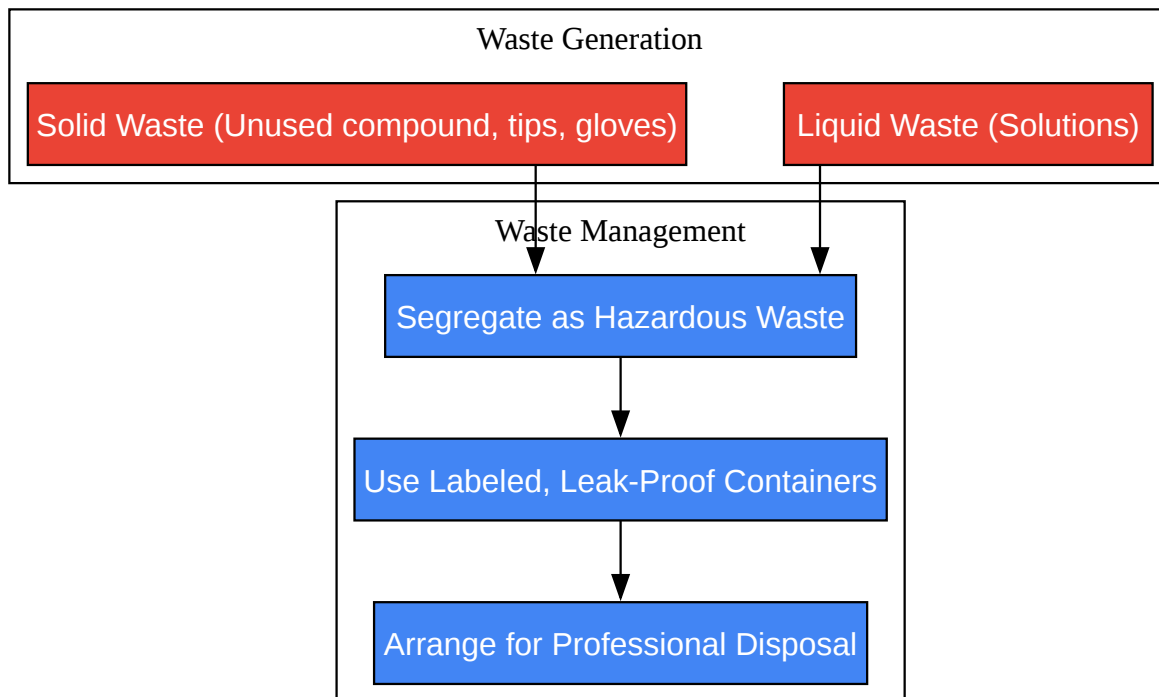 Waste Generation
Solid Waste (Unused compound, tips, gloves)
Liquid Waste (Solutions)
Waste Management
Segregate as Hazardous Waste
Use Labeled, Leak-Proof Containers
Arrange for Professional Disposal